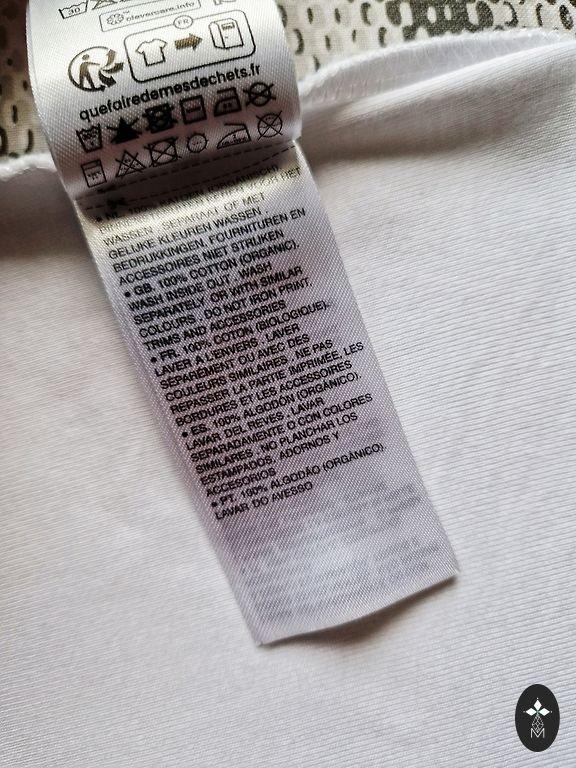 30
clevercare.info
FR
quefairedemesdechets.fr
BINNENSTEBUITEN WASSEN . SEPARAAT OF MET
GELIJKE KLEUREN WASSEN
BEDRUKKINGEN, FOURNITUREN EN
ACCESSOIRES NIET STRIJKEN
• GB. 100% COTTON (ORGANIC).
WASH INSIDE OUT . WASH
SEPARATELY OR WITH SIMILAR
COLOURS . DO NOT IRON PRINT,
TRIMS AND ACCESSORIES
• FR. 100% COTON (BIOLOGIQUE).
LAVER A L'ENVERS . LAVER
SÉPARÉMENT OU AVEC DES
COULEURS SIMILAIRES . NE PAS
REPASSER LA PARTIE IMPRIMÉE, LES
BORDURES ET LES ACCESSOIRES
• ES. 100% ALGODÓN (ORGÁNICO).
LAVAR DEL REVÉS . LAVAR
SEPARADAMENTE O CON COLORES
SIMILARES . NO PLANCHAR LOS
ESTAMPADOS, ADORNOS Y
ACCESORIOS
• PT. 100% ALGODÃO (ORGÂNICO).
LAVAR DO AVESSO
M